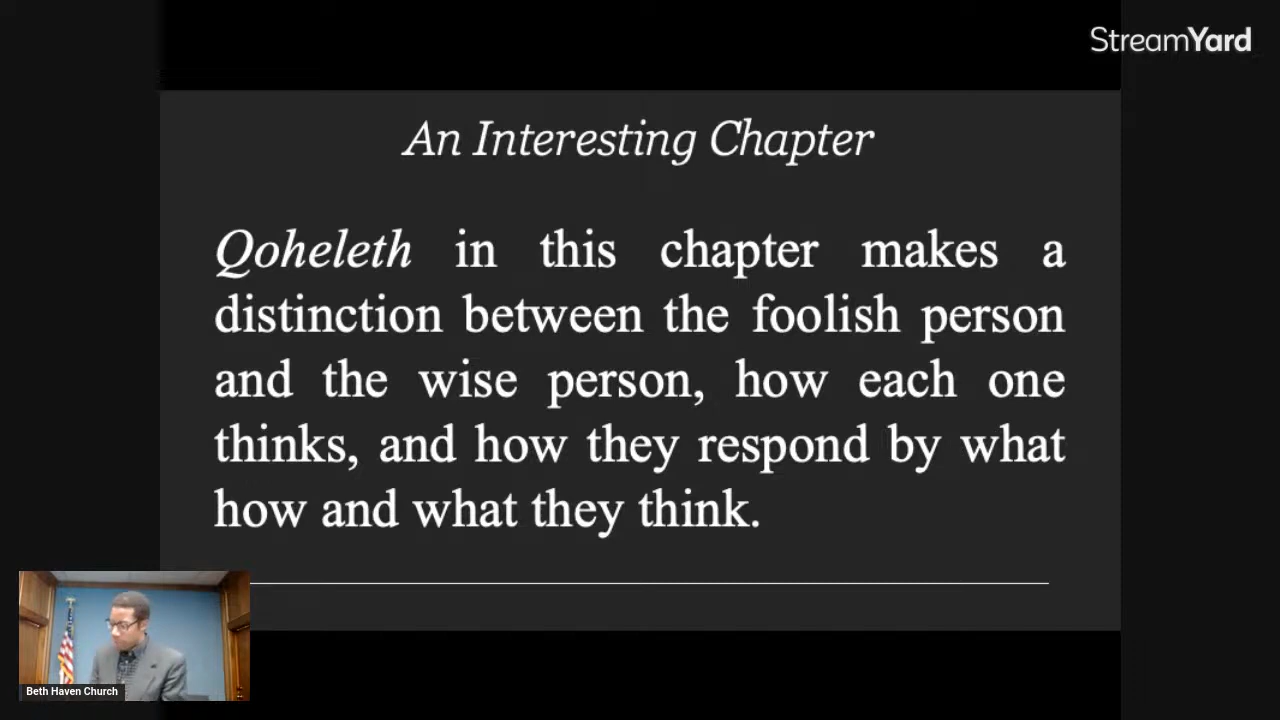 StreamYard
An Interesting Chapter
Qoheleth in this chapter makes a
distinction between the foolish person
and the wise person, how each one
thinks, and how they respond by what
how and what they think.
Beth Haven Church